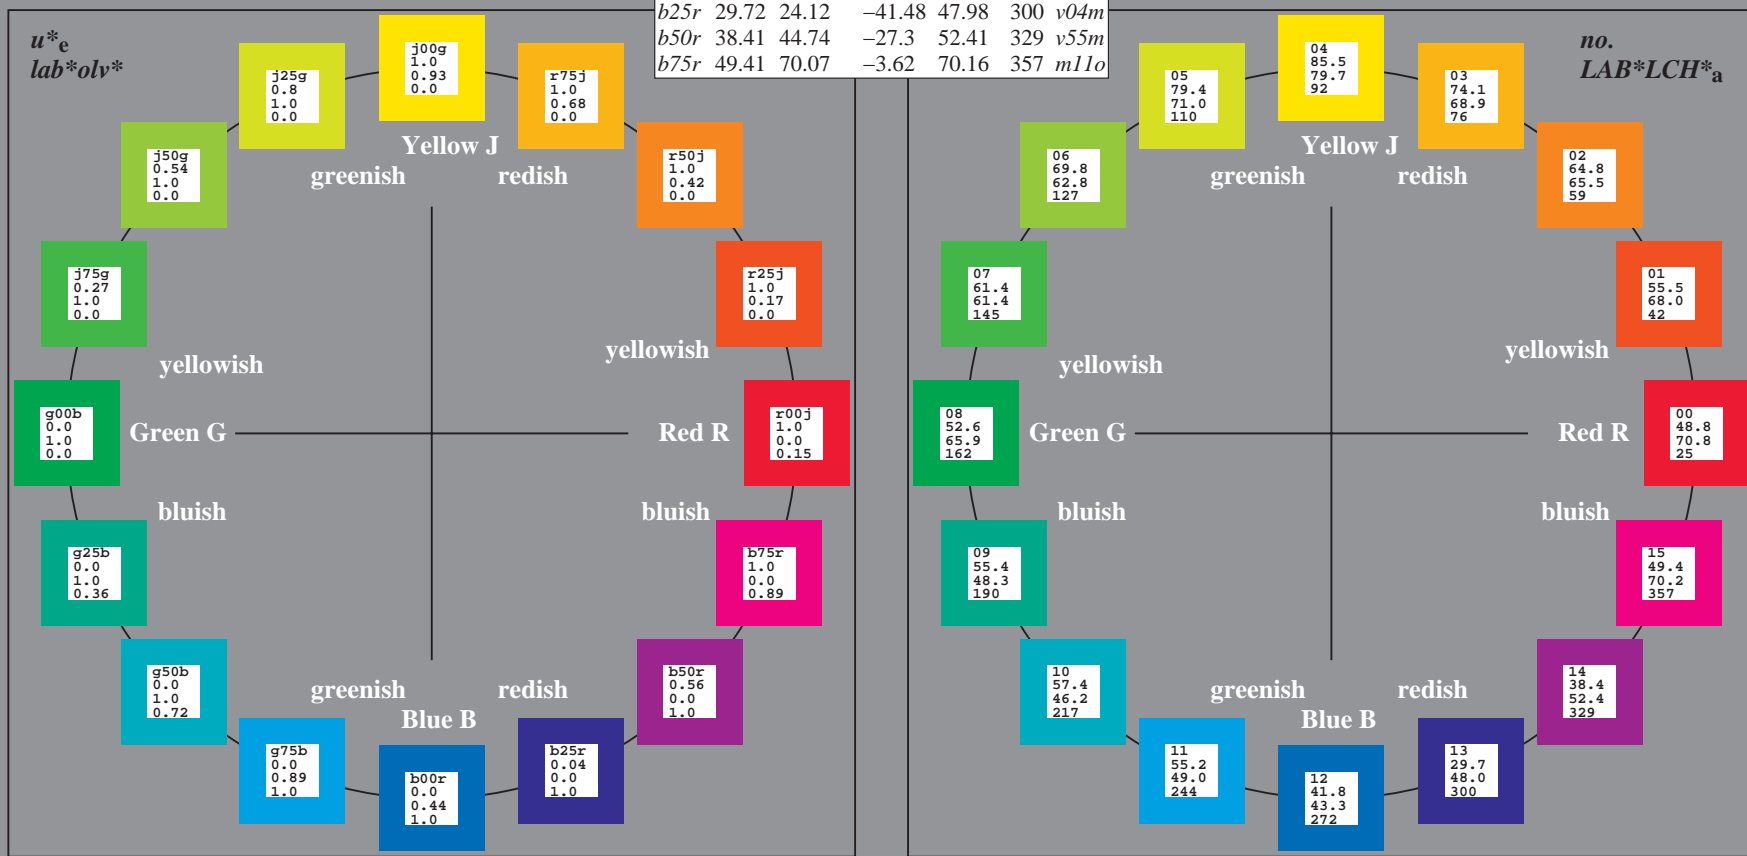 b25r 29.72 24.12 −41.48 47.98 300 v04m
b50r 38.41 44.74 −27.3 52.41 329 v55m
b75r 49.41 70.07 −3.62 70.16 357 m11o
u*e
lab*olv*
j00g
1.0
0.93
0.0
r75j
1.0
0.68
0.0
r50j
1.0
0.42
0.0
r25j
1.0
0.17
0.0
r00j
1.0
0.0
0.15
b75r
1.0
0.0
0.89
b50r
0.56
0.0
1.0
b25r
0.04
0.0
1.0
b00r
0.0
0.44
1.0
g75b
0.0
0.89
1.0
g50b
0.0
1.0
0.72
g25b
0.0
1.0
0.36
g00b
0.0
1.0
0.0
j75g
0.27
1.0
0.0
j50g
0.54
1.0
0.0
j25g
0.8
1.0
0.0
Yellow J
greenish redish
yellowish
yellowish
Green G
Red R
bluish
bluish
greenish redish
Blue B
no.
LAB*LCH*a
04
85.5
79.7
92
03
74.1
68.9
76
02
64.8
65.5
59
01
55.5
68.0
42
00
48.8
70.8
25
15
49.4
70.2
357
14
38.4
52.4
329
13
29.7
48.0
300
12
41.8
43.3
272
11
55.2
49.0
244
10
57.4
46.2
217
09
55.4
48.3
190
08
52.6
65.9
162
07
61.4
61.4
145
06
69.8
62.8
127
05
79.4
71.0
110
Yellow J
greenish redish
yellowish
yellowish
Green G
Red R
bluish
bluish
greenish redish
Blue B